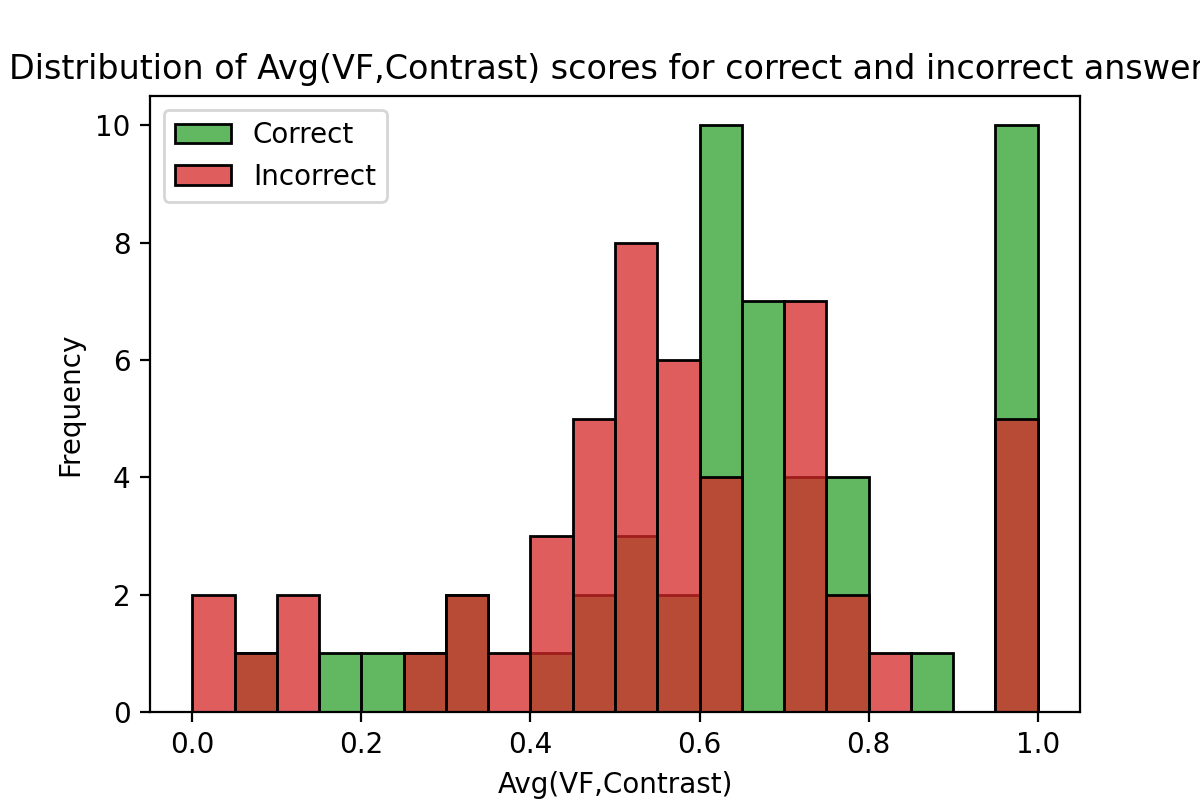 Distribution of Avg(VF,Contrast) scores for correct and incorrect answer
Correct
Incorrect
10
8
6
4
2
0
Frequency
0.0 0.2 0.4 0.6 0.8 1.0
Avg(VF,Contrast)